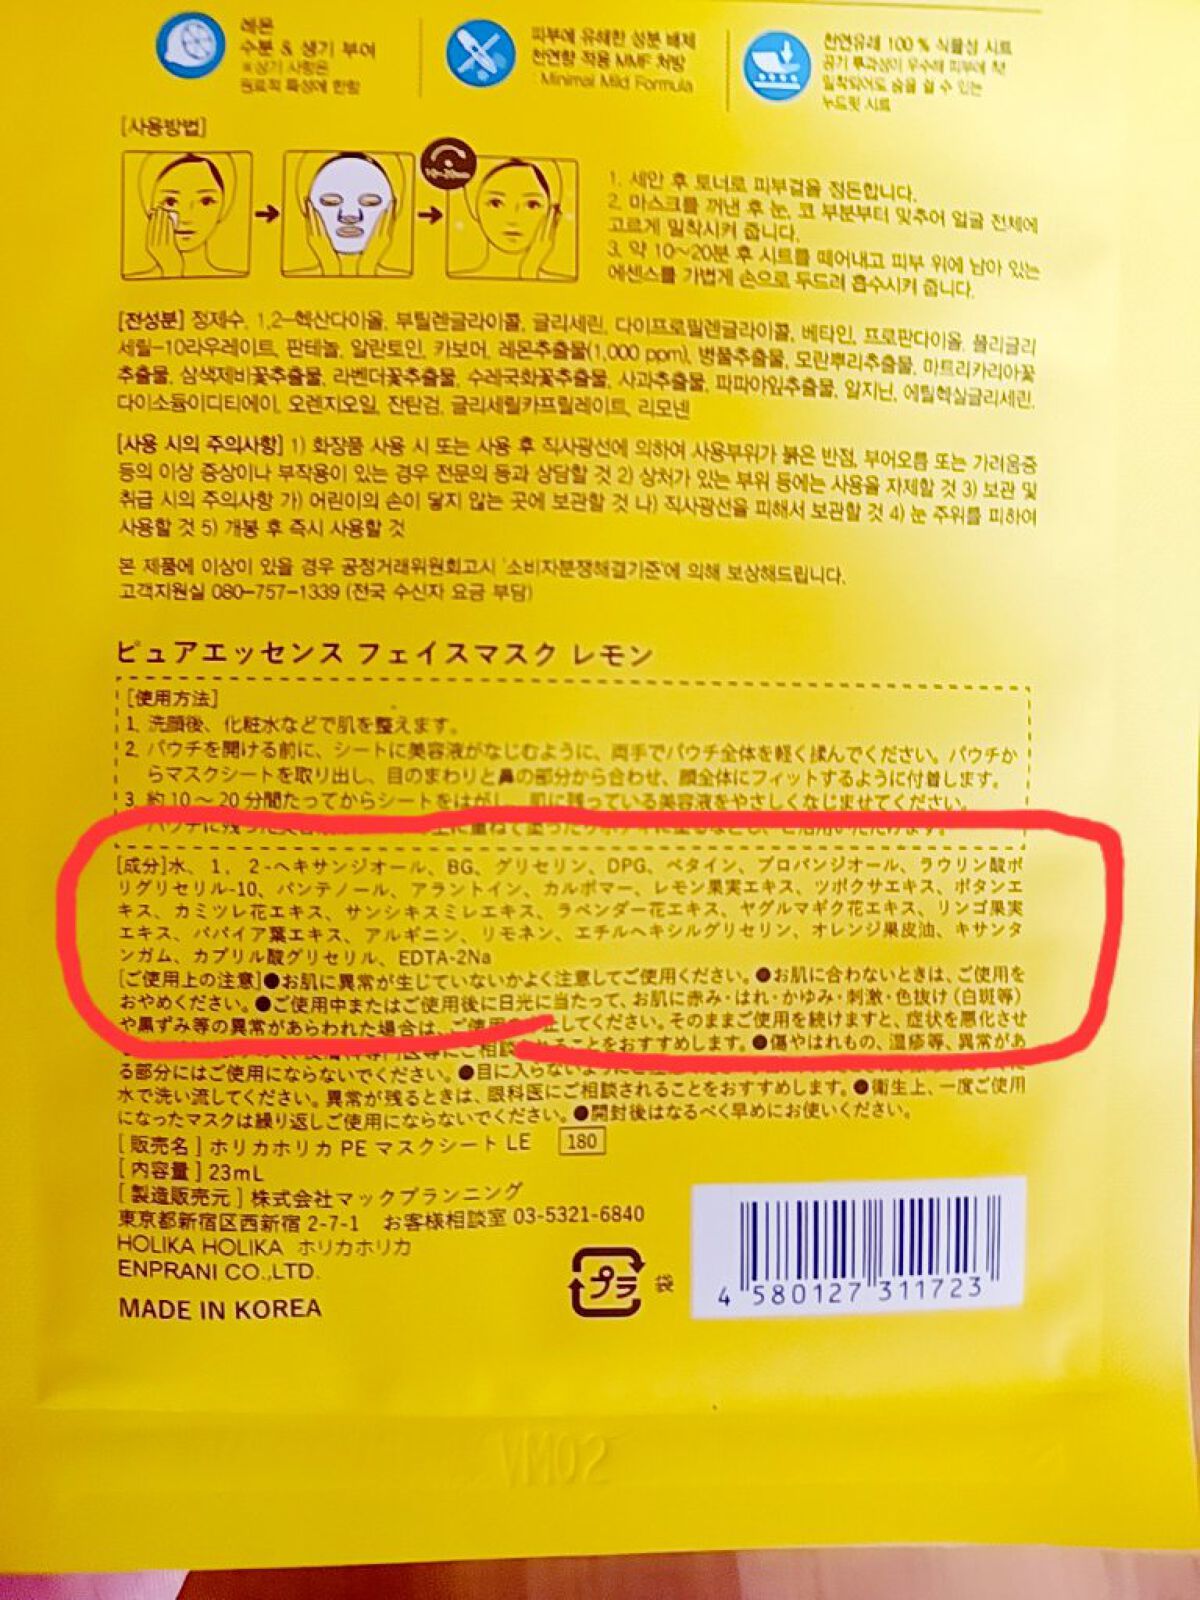 레몬
수분 & 생기 부여
※상기 사항은
원료적 특성에 한함
피부에 유해한 성분 배제
천연향 적용 MMF 처방
: Minimal Mild Formula
천연유래 100 % 식물성 시트
공기 투과성이 우수해 피부에 착
밀착되어도 숨을 쉴 수 있는
누드핏 시트
[사용방법]
10~20min
1. 세안 후 토너로 피부결을 정돈합니다.
2. 마스크를 꺼낸 후 눈, 코 부분부터 맞추어 얼굴 전체에
고르게 밀착시켜 줍니다.
3. 약 10~20분 후 시트를 떼어내고 피부 위에 남아 있는
에센스를 가볍게 손으로 두드려 흡수시켜 줍니다.
[전성분] 정제수, 1,2-헥산다이올, 부틸렌글라이콜, 글리세린, 다이프로필렌글라이콜, 베타인, 프로판다이올, 폴리글리
세릴-10라우레이트, 판테놀, 알란토인, 카보머, 레몬추출물(1,000 ppm), 병풀추출물, 모란뿌리추출물, 마트리카리아꽃
추출물, 삼색제비꽃추출물, 라벤더꽃추출물, 수레국화꽃추출물, 사과추출물, 파파야잎추출물, 알지닌, 에틸헥실글리세린,
다이소듐이디티에이, 오렌지오일, 잔탄검, 글리세릴카프릴레이트, 리모넨
[사용 시의 주의사항] 1) 화장품 사용 시 또는 사용 후 직사광선에 의하여 사용부위가 붉은 반점, 부어오름 또는 가려움증
등의 이상 증상이나 부작용이 있는 경우 전문의 등과 상담할 것 2) 상처가 있는 부위 등에는 사용을 자제할 것 3) 보관 및
취급 시의 주의사항 가) 어린이의 손이 닿지 않는 곳에 보관할 것 나) 직사광선을 피해서 보관할 것 4) 눈 주위를 피하여
사용할 것 5) 개봉 후 즉시 사용할 것
본 제품에 이상이 있을 경우 공정거래위원회고시 '소비자분쟁해결기준'에 의해 보상해드립니다.
고객지원실 080-757-1339 (전국 수신자 요금 부담)
ピュアエッセンス フェイスマスク レモン
[使用方法]
1. 洗顔後、化粧水などで肌を整えます。
2. パウチを開ける前に、シートに美容液がなじむように、両手でパウチ全体を軽く揉んでください。パウチか
らマスクシートを取り出し、目のまわりと鼻の部分から合わせ、顔全体にフィットするように付着します。
3. 約10～20分間たってからシートをはがし、肌に残っている美容液をやさしくなじませてください。
パウチに残った美容
[成分]水、1，2-ヘキサンジオール、BG、グリセリン、DPG、ベタイン、プロパンジオール、ラウリン酸ポ
リグリセリル-10、パンテノール、アラントイン、カルボマー、レモン果実エキス、ツボクサエキス、ボタンエ
キス、カミツレ花エキス、サンシキスミレエキス、ラベンダー花エキス、ヤグルマギク花エキス、リンゴ果実
エキス、パパイア葉エキス、アルギニン、リモネン、エチルヘキシルグリセリン、オレンジ果皮油、キサンタ
ンガム、カプリル酸グリセリル、EDTA-2Na
[ご使用上の注意]●お肌に異常が生じていないかよく注意してご使用ください。●お肌に合わないときは、ご使用を
おやめください。●ご使用中またはご使用後に日光に当たって、お肌に赤み・はれ・かゆみ・刺激・色抜け(白斑等)
や黒ずみ等の異常があらわれた場合は、ご使用 止してください。そのままご使用を続けますと、症状を悪化させ
医等にご相談されることをおすすめします。●傷やはれもの、湿疹等、異常があ
る部分にはご使用にならないでください。●目に入らないように
水で洗い流してください。異常が残るときは、眼科医にご相談されることをおすすめします。●衛生上、一度ご使用
になったマスクは繰り返しご使用にならないでください。●開封後はなるべく早めにお使いください。
[販売名] ホリカホリカ PE マスクシート LE 180
[内容量] 23mL
[製造販売元] 株式会社マックプランニング
東京都新宿区西新宿 2-7-1 お客様相談室 03-5321-6840
HOLIKA HOLIKA ホリカホリカ
ENPRANI CO.,LTD.
MADE IN KOREA
プラ 袋
4 580127 311723
VM02